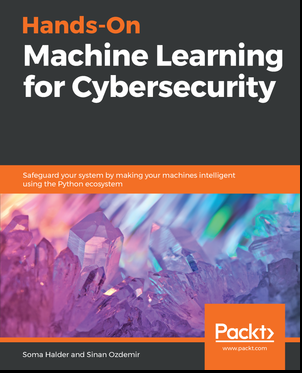 Hands-On
Machine Learning
for Cybersecurity
Safeguard your system by making your machines intelligent
using the Python ecosystem
Packt>
www.packt.com
Soma Halder and Sinan Ozdemir